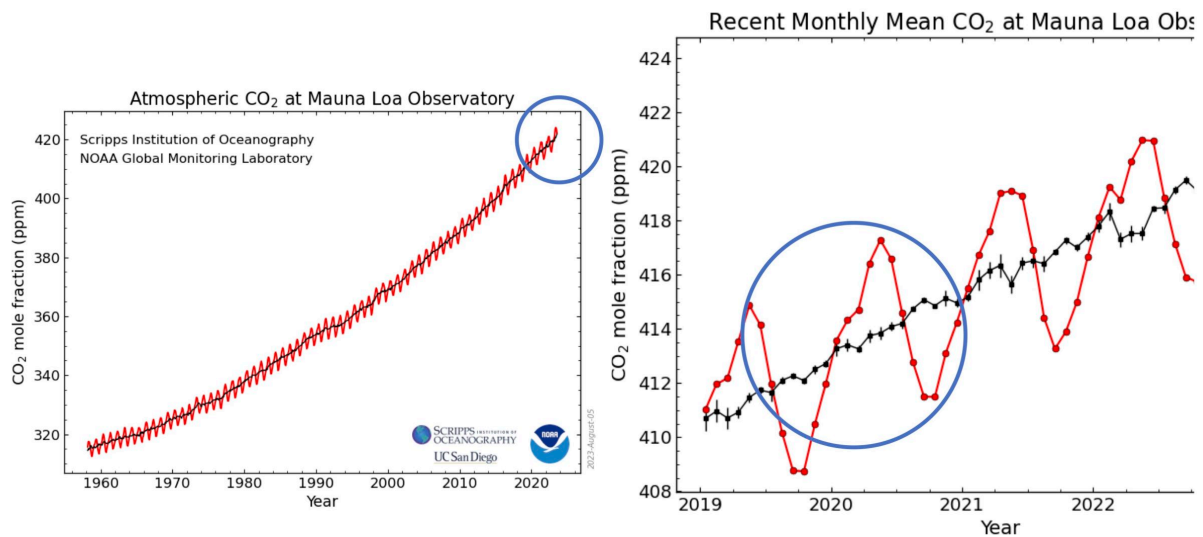 Atmospheric CO₂ at Mauna Loa Observatory
Scripps Institution of Oceanography
NOAA Global Monitoring Laboratory
CO₂ mole fraction (ppm)
420
400
380
360
340
320
1960 1970 1980 1990 2000 2010 2020
Year
SCRIPPS INSTITUTION OF
OCEANOGRAPHY
UC San Diego
NOAA
2023-August-05
Recent Monthly Mean CO₂ at Mauna Loa Obs
CO₂ mole fraction (ppm)
424
422
420
418
416
414
412
410
408
2019 2020 2021 2022
Year